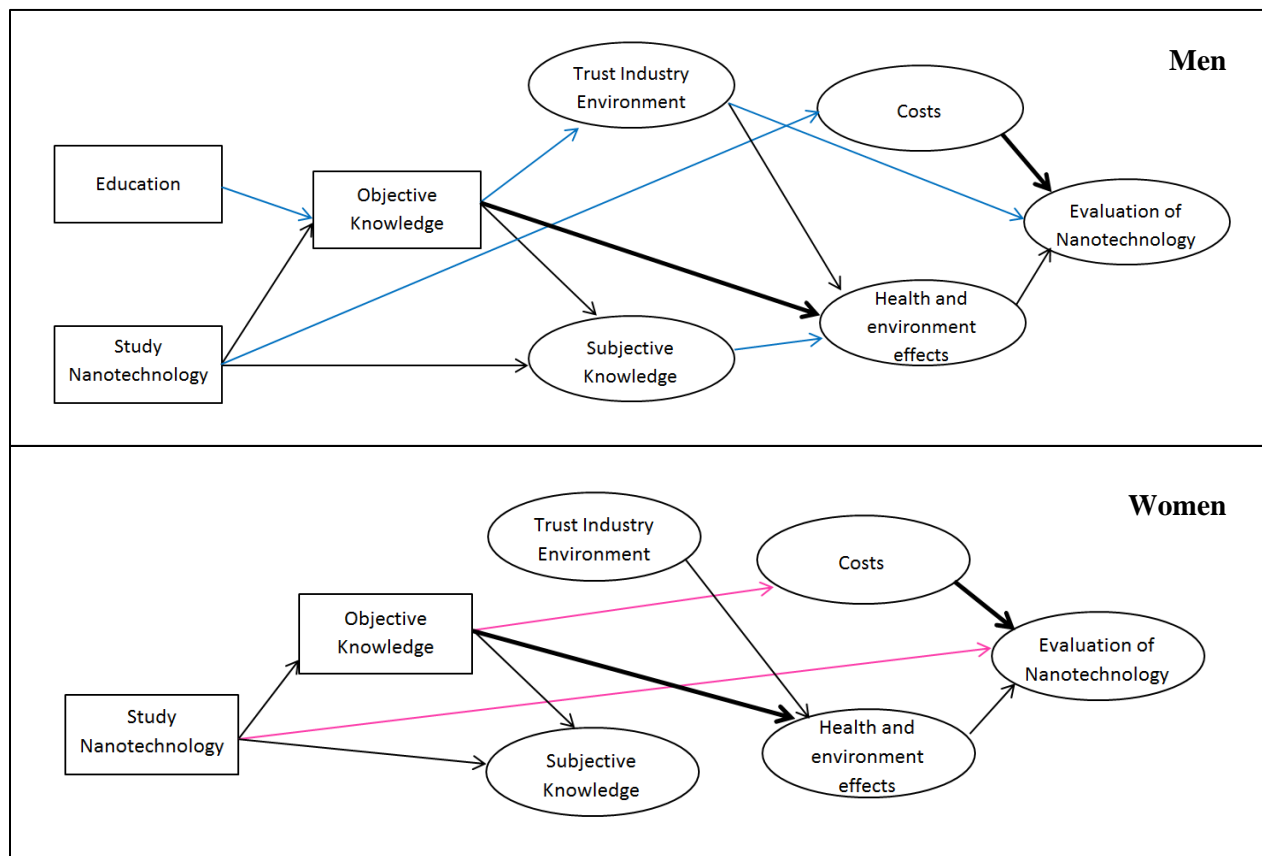 Men
Trust Industry
Environment
Costs
Education
Objective
Knowledge
Evaluation of
Nanotechnology
Study
Nanotechnology
Subjective
Knowledge
Health and
environment
effects
Women
Trust Industry
Environment
Costs
Objective
Knowledge
Evaluation of
Nanotechnology
Study
Nanotechnology
Subjective
Knowledge
Health and
environment
effects